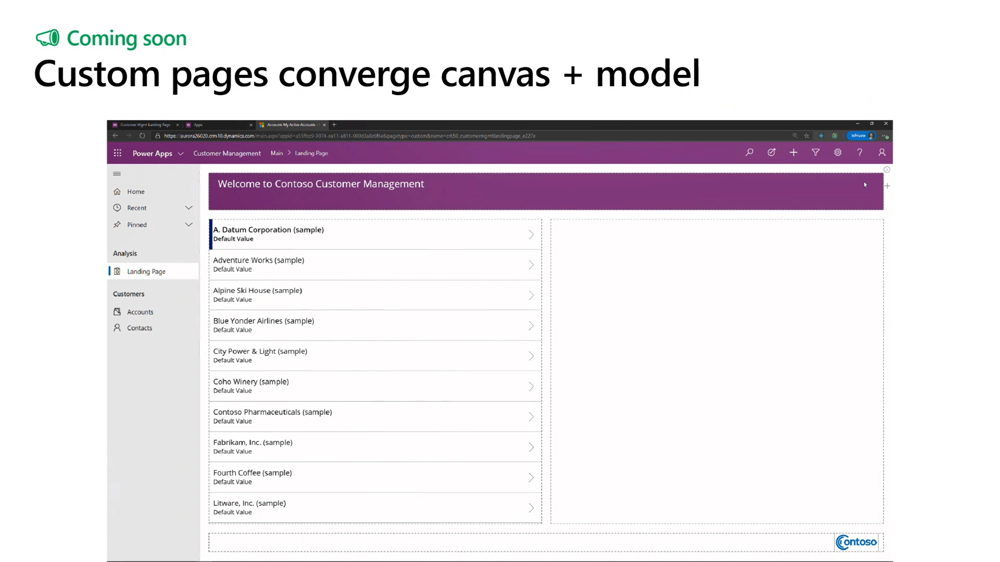 Coming soon
Custom pages converge canvas + model
Customer Mgmt Landing Page -
Apps
Accounts My Active Accounts -
https://aurora26020.crm10.dynamics.com/main.aspx?appid=a55ffcc9-9074-ea11-a811-000d3a8c6f6e&pagetype=custom&name=cr650_customermgmtlandingpage_e227e
InPrivate
Power Apps
Customer Management
Main > Landing Page
Home
Recent
Pinned
Analysis
Landing Page
Customers
Accounts
Contacts
Welcome to Contoso Customer Management
A. Datum Corporation (sample)
Default Value
Adventure Works (sample)
Default Value
Alpine Ski House (sample)
Default Value
Blue Yonder Airlines (sample)
Default Value
City Power & Light (sample)
Default Value
Coho Winery (sample)
Default Value
Contoso Pharmaceuticals (sample)
Default Value
Fabrikam, Inc. (sample)
Default Value
Fourth Coffee (sample)
Default Value
Litware, Inc. (sample)
Default Value
Contoso